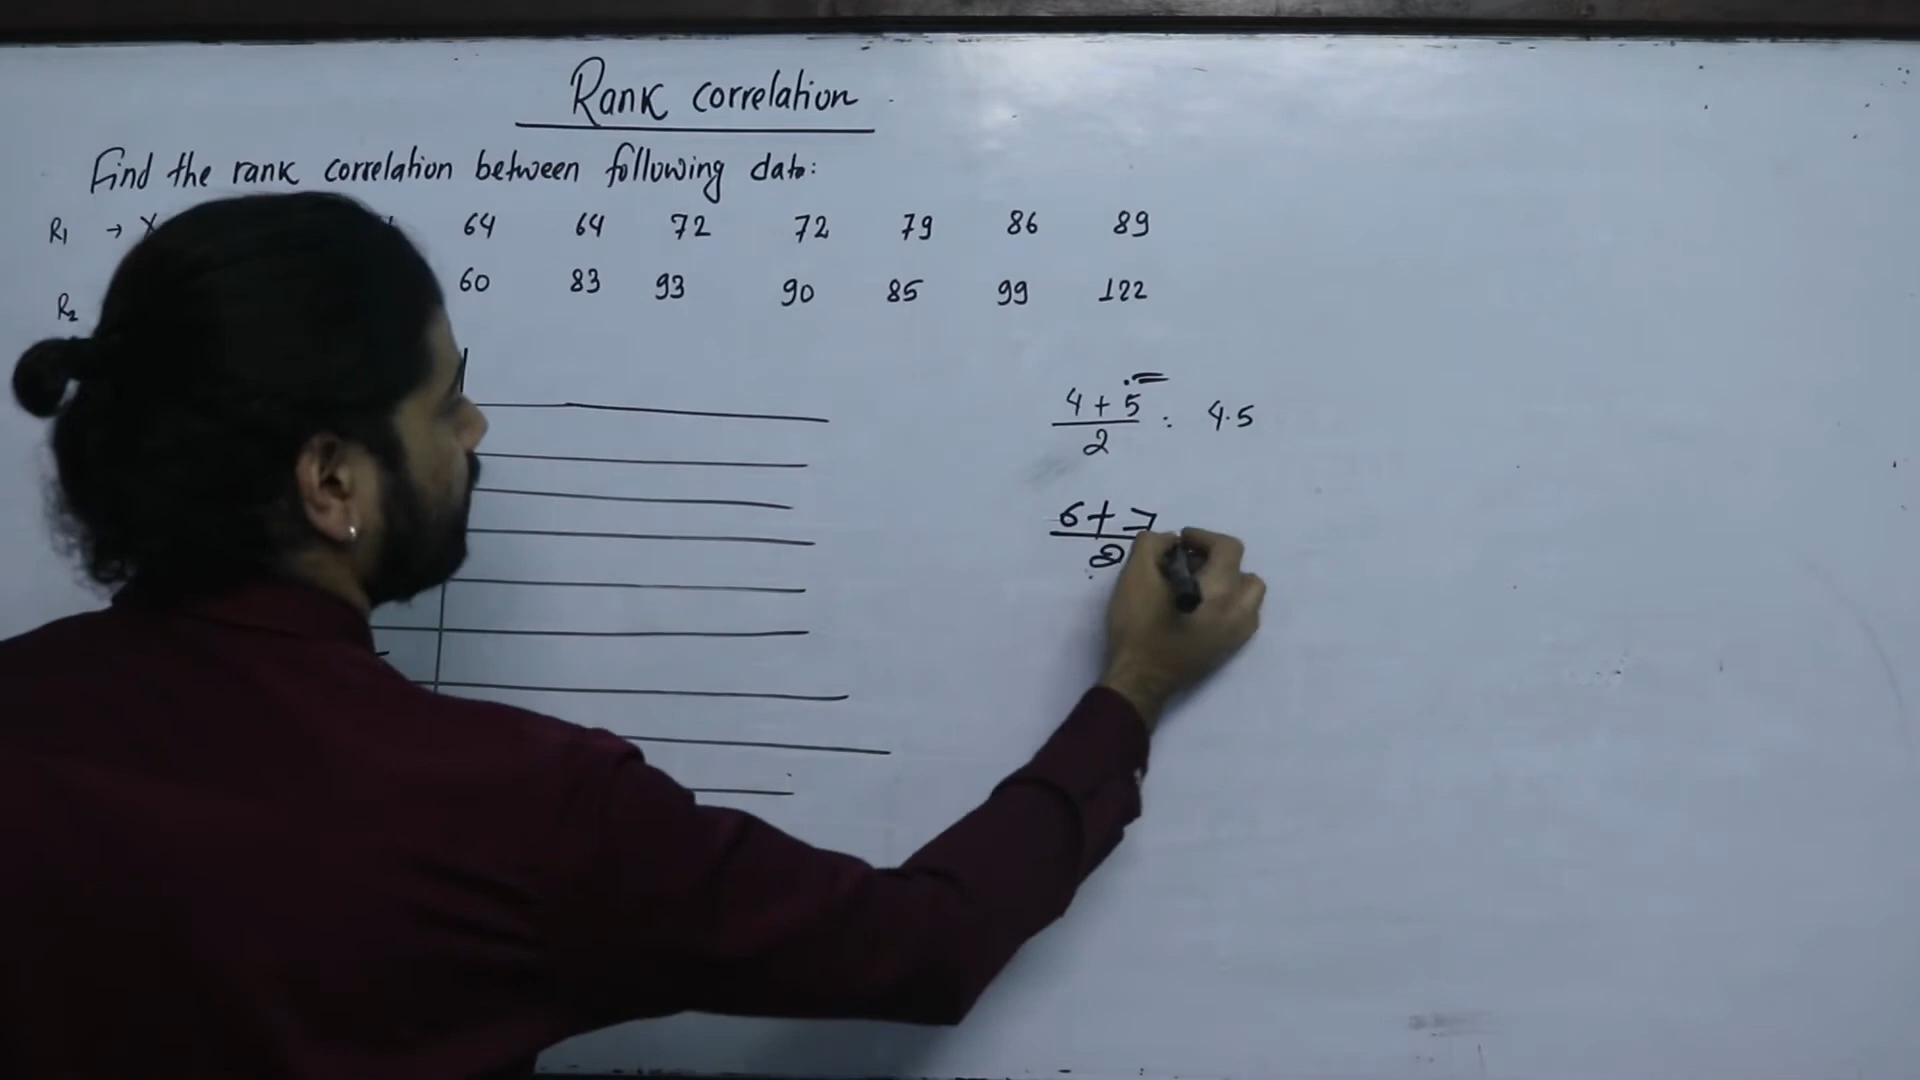 Rank correlation
Find the rank correlation between following data:
R1 → X 64 64 72 72 79 86 89
R2 60 83 93 90 85 99 122
4 + 5
2
: 4.5
6 + 7
2